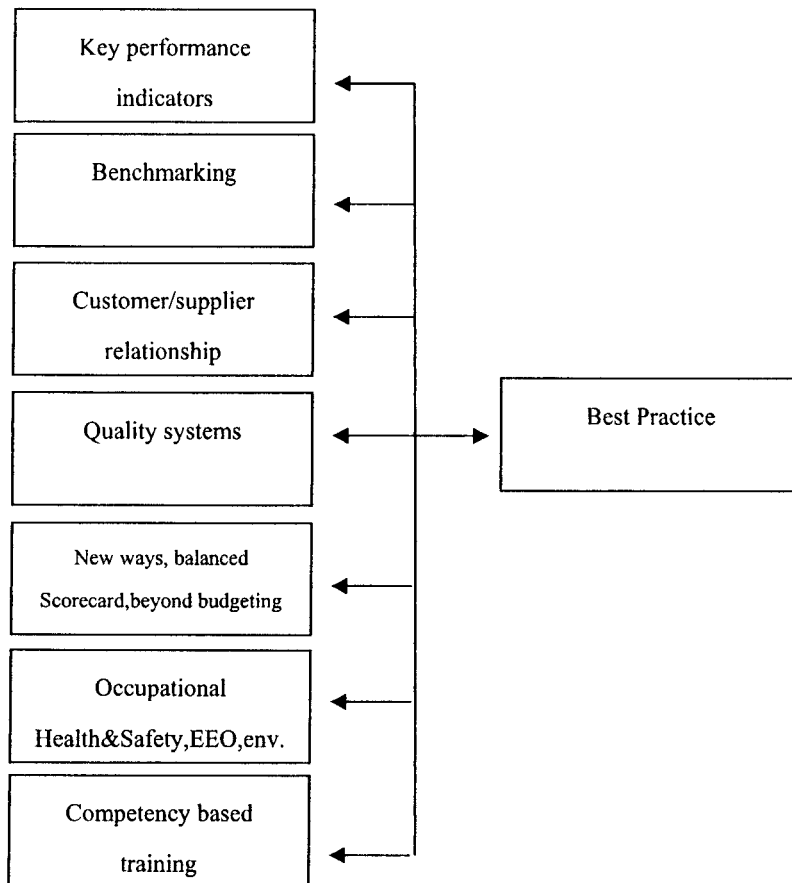 Key performance
indicators
Benchmarking
Customer/supplier
relationship
Quality systems
Best Practice
New ways, balanced
Scorecard,beyond budgeting
Occupational
Health&Safety,EEO,env.
Competency based
training